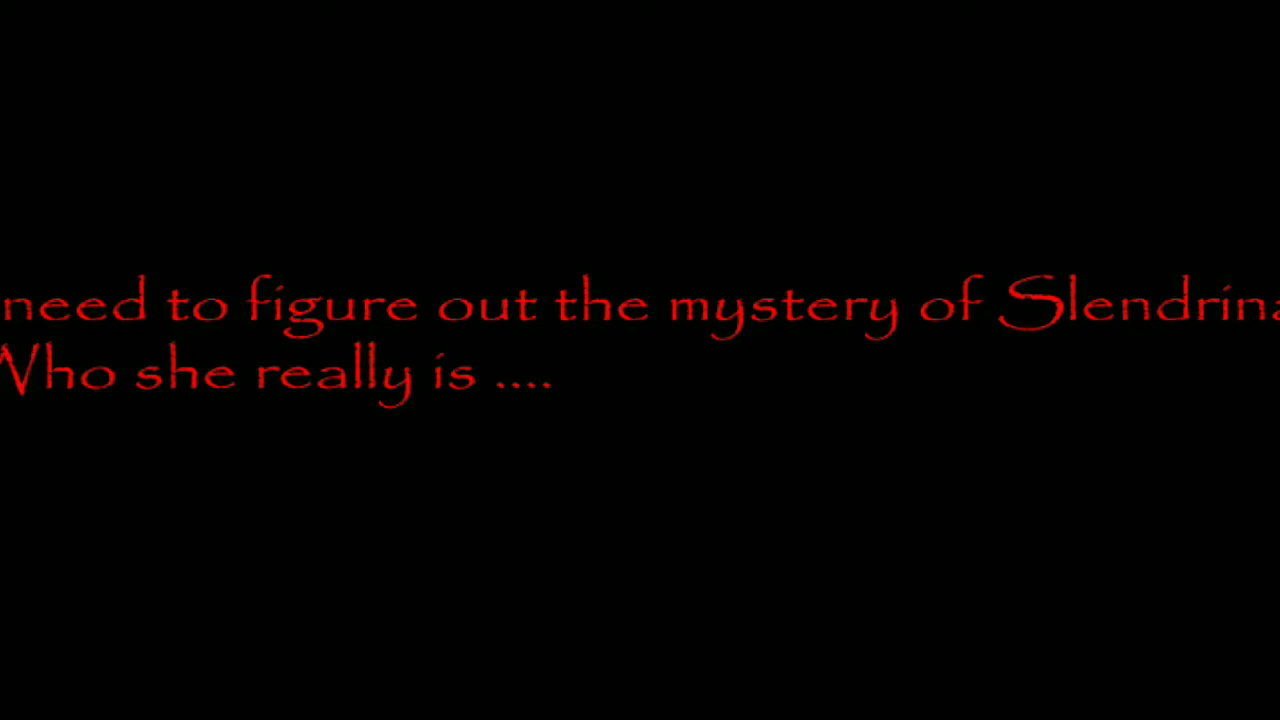 need to figure out the mystery of Slendrina
Who she really is ....